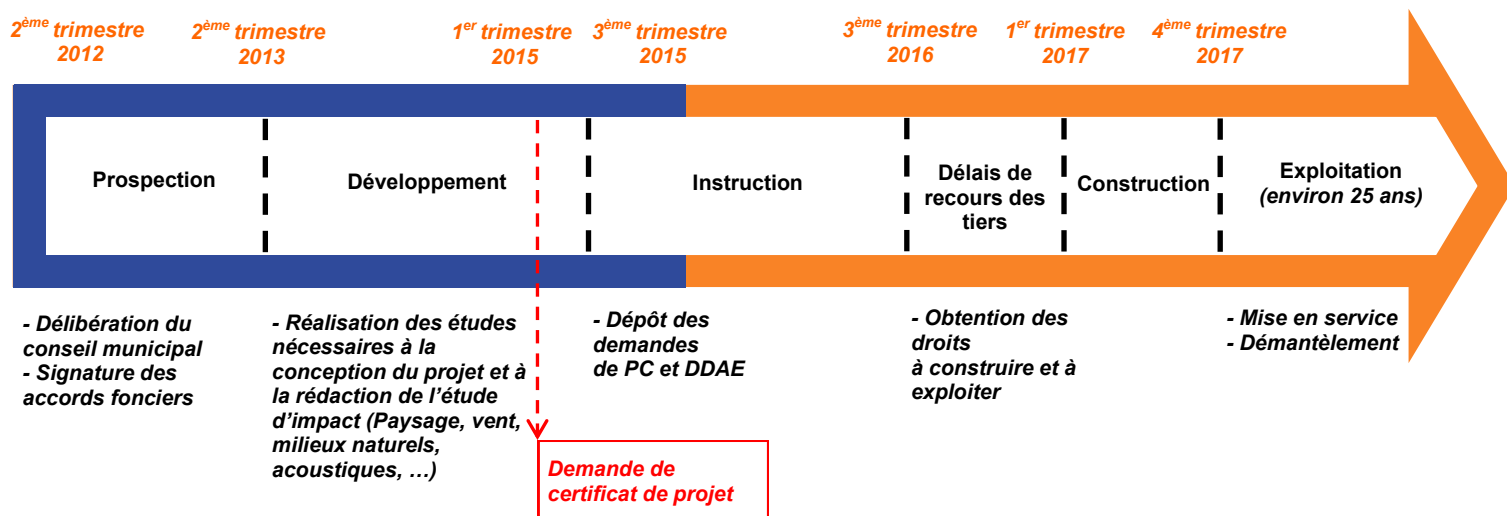 2ème trimestre
2012
2ème trimestre
2013
1er trimestre
2015
3ème trimestre
2015
3ème trimestre
2016
1er trimestre
2017
4ème trimestre
2017
Prospection
Développement
Instruction
Délais de
recours des
tiers
Construction
Exploitation
(environ 25 ans)
- Délibération du
conseil municipal
- Signature des
accords fonciers
- Réalisation des études
nécessaires à la
conception du projet et à
la rédaction de l’étude
d’impact (Paysage, vent,
milieux naturels,
acoustiques, …)
- Dépôt des
demandes
de PC et DDAE
- Obtention des
droits
à construire et à
exploiter
- Mise en service
- Démantèlement
Demande de
certificat de projet